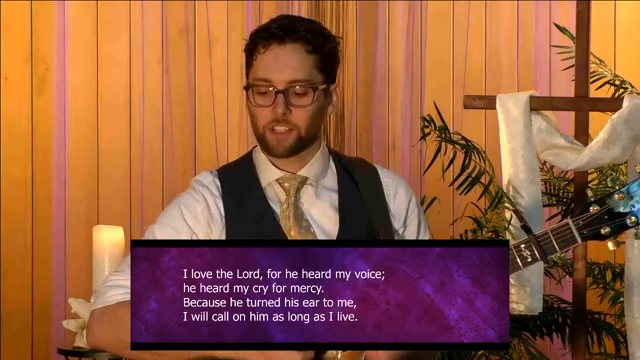 I love the Lord, for he heard my voice;
he heard my cry for mercy.
Because he turned his ear to me,
I will call on him as long as I live.